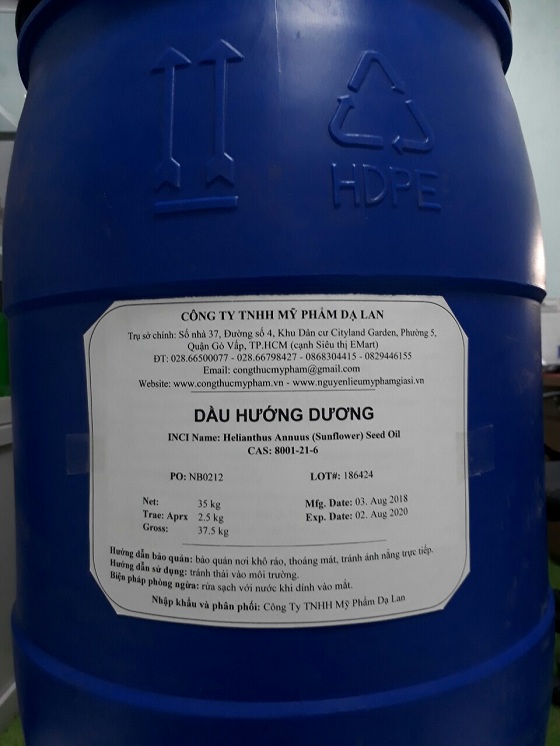 HDPE
CÔNG TY TNHH MỸ PHẨM DẠ LAN
Trụ sở chính: Số nhà 37, Đường số 4, Khu Dân cư Cityland Garden, Phường 5,
Quận Gò Vấp, TP.HCM (cạnh Siêu thị EMart)
ĐT: 028.66500077 - 028.66798427 - 0868304415 - 0829446155
Email: congthucmypham@gmail.com
Website: www.congthucmypham.vn - www.nguyenlieumyphamgiasi.vn
DẦU HƯỚNG DƯƠNG
INCI Name: Helianthus Annuus (Sunflower) Seed Oil
CAS: 8001-21-6
PO: NB0212 LOT#: 186424
Net: 35 kg Mfg. Date: 03. Aug 2018
Trae: Aprx 2.5 kg Exp. Date: 02. Aug 2020
Gross: 37.5 kg
Hướng dẫn bảo quản: bảo quản nơi khô ráo, thoáng mát, tránh ánh nắng trực tiếp.
Hướng dẫn sử dụng: tránh thải vào môi trường.
Biện pháp phòng ngừa: rửa sạch với nước khi dính vào mắt.
Nhập khẩu và phân phối: Công Ty TNHH Mỹ Phẩm Dạ Lan